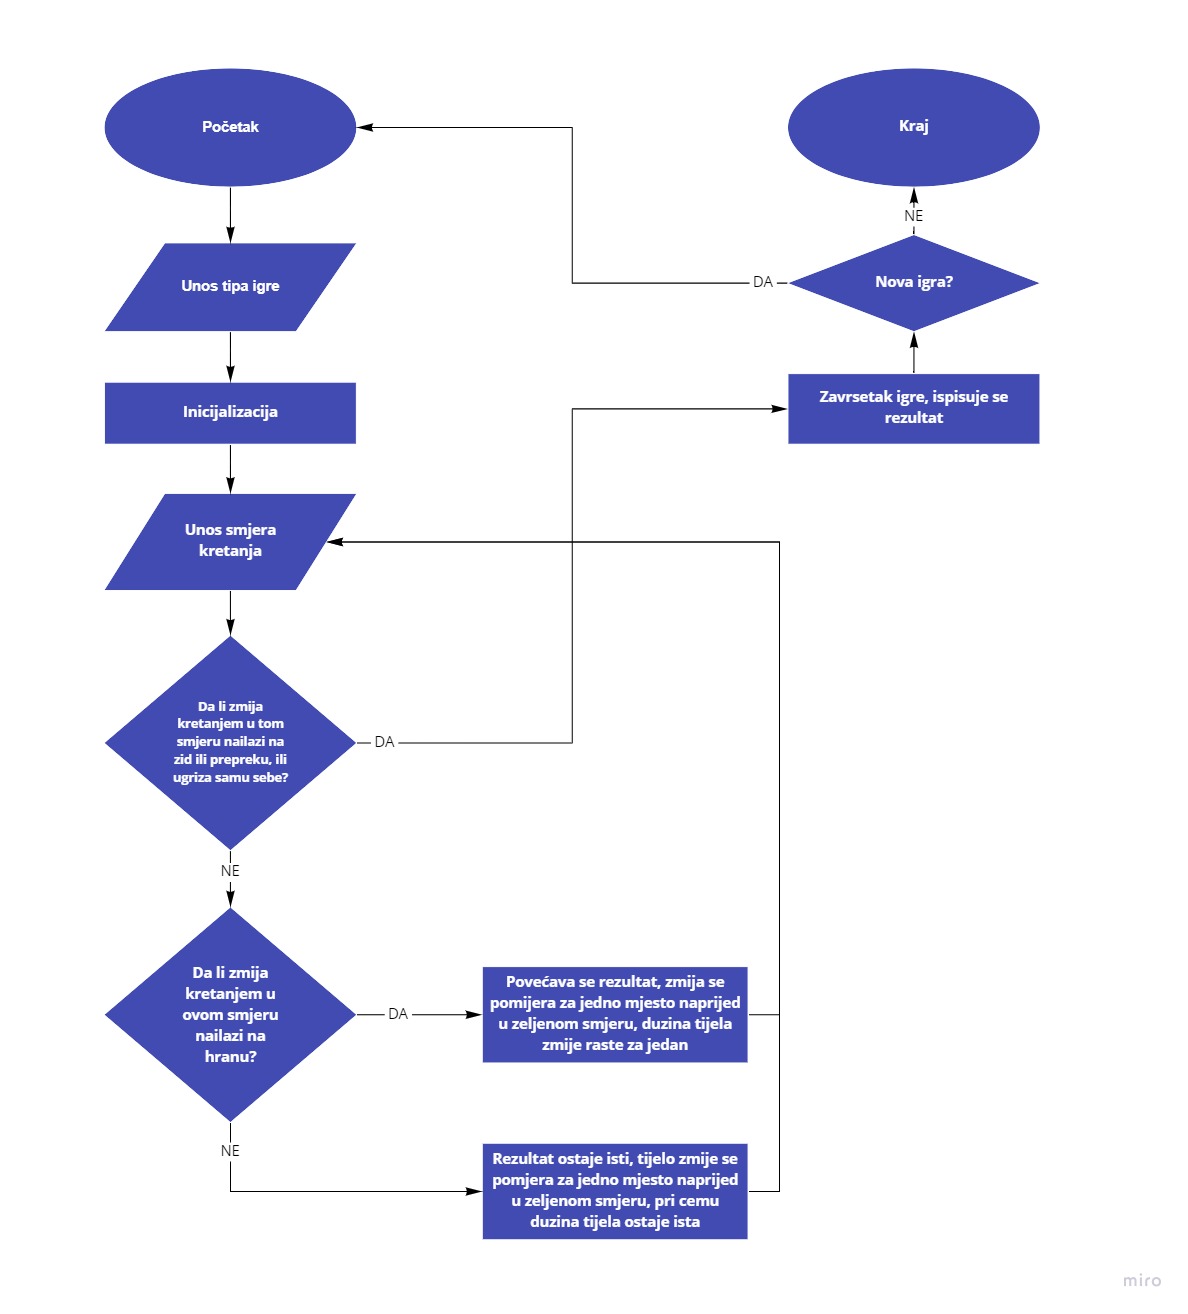 Početak
Kraj
NE
Unos tipa igre
DA
Nova igra?
Inicijalizacija
Zavrsetak igre, ispisuje se
rezultat
Unos smjera
kretanja
Da li zmija
kretanjem u tom
smjeru nailazi na
zid ili prepreku, ili
ugriza samu sebe?
DA
NE
Da li zmija
kretanjem u
ovom smjeru
nailazi na
hranu?
DA
Povećava se rezultat, zmija se
pomijera za jedno mjesto naprijed
u zeljenom smjeru, duzina tijela
zmije raste za jedan
NE
Rezultat ostaje isti, tijelo zmije se
pomjera za jedno mjesto naprijed
u zeljenom smjeru, pri cemu
duzina tijela ostaje ista
miro